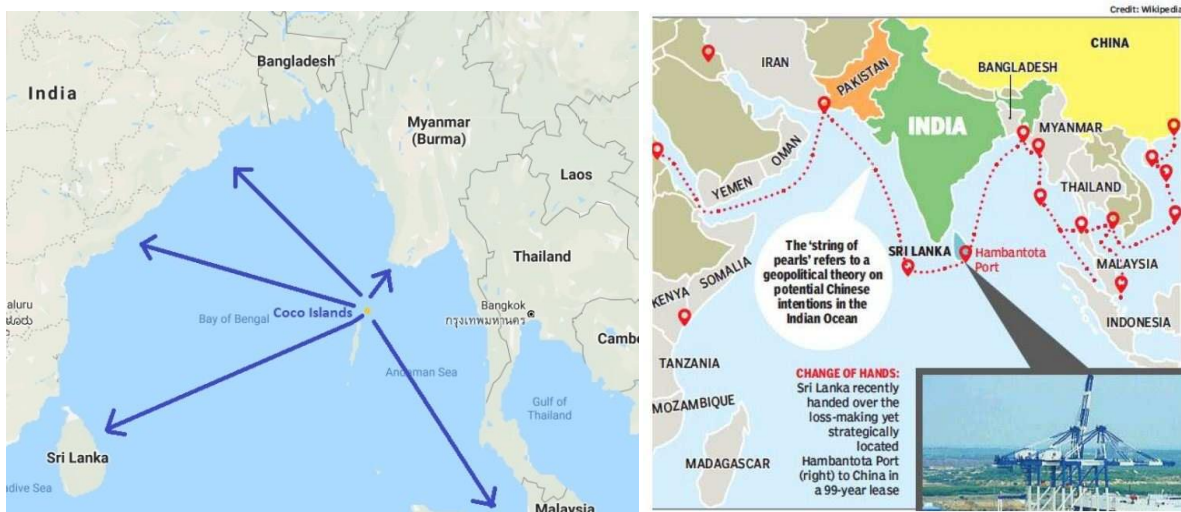 Bangladesh
India
Myanmar
(Burma)
Laos
Thailand
Coco Islands
Bay of Bengal
Bangkok
กรุงเทพมหานคร
Andaman Sea
Gulf of
Thailand
Sri Lanka
Malaysia
Credit: Wikipedia
CHINA
IRAN
PAKISTAN
BANGLADESH
INDIA
MYANMAR
OMAN
YEMEN
THAILAND
The 'string of
pearls' refers to a
geopolitical theory on
potential Chinese
intentions in the
Indian Ocean
SRI LANKA
Hambantota
Port
MALAYSIA
SOMALIA
KENYA
INDONESIA
TANZANIA
MOZAMBIQUE
MADAGASCAR
CHANGE OF HANDS:
Sri Lanka recently
handed over the
loss-making yet
strategically
located
Hambantota Port
(right) to China in
a 99-year lease